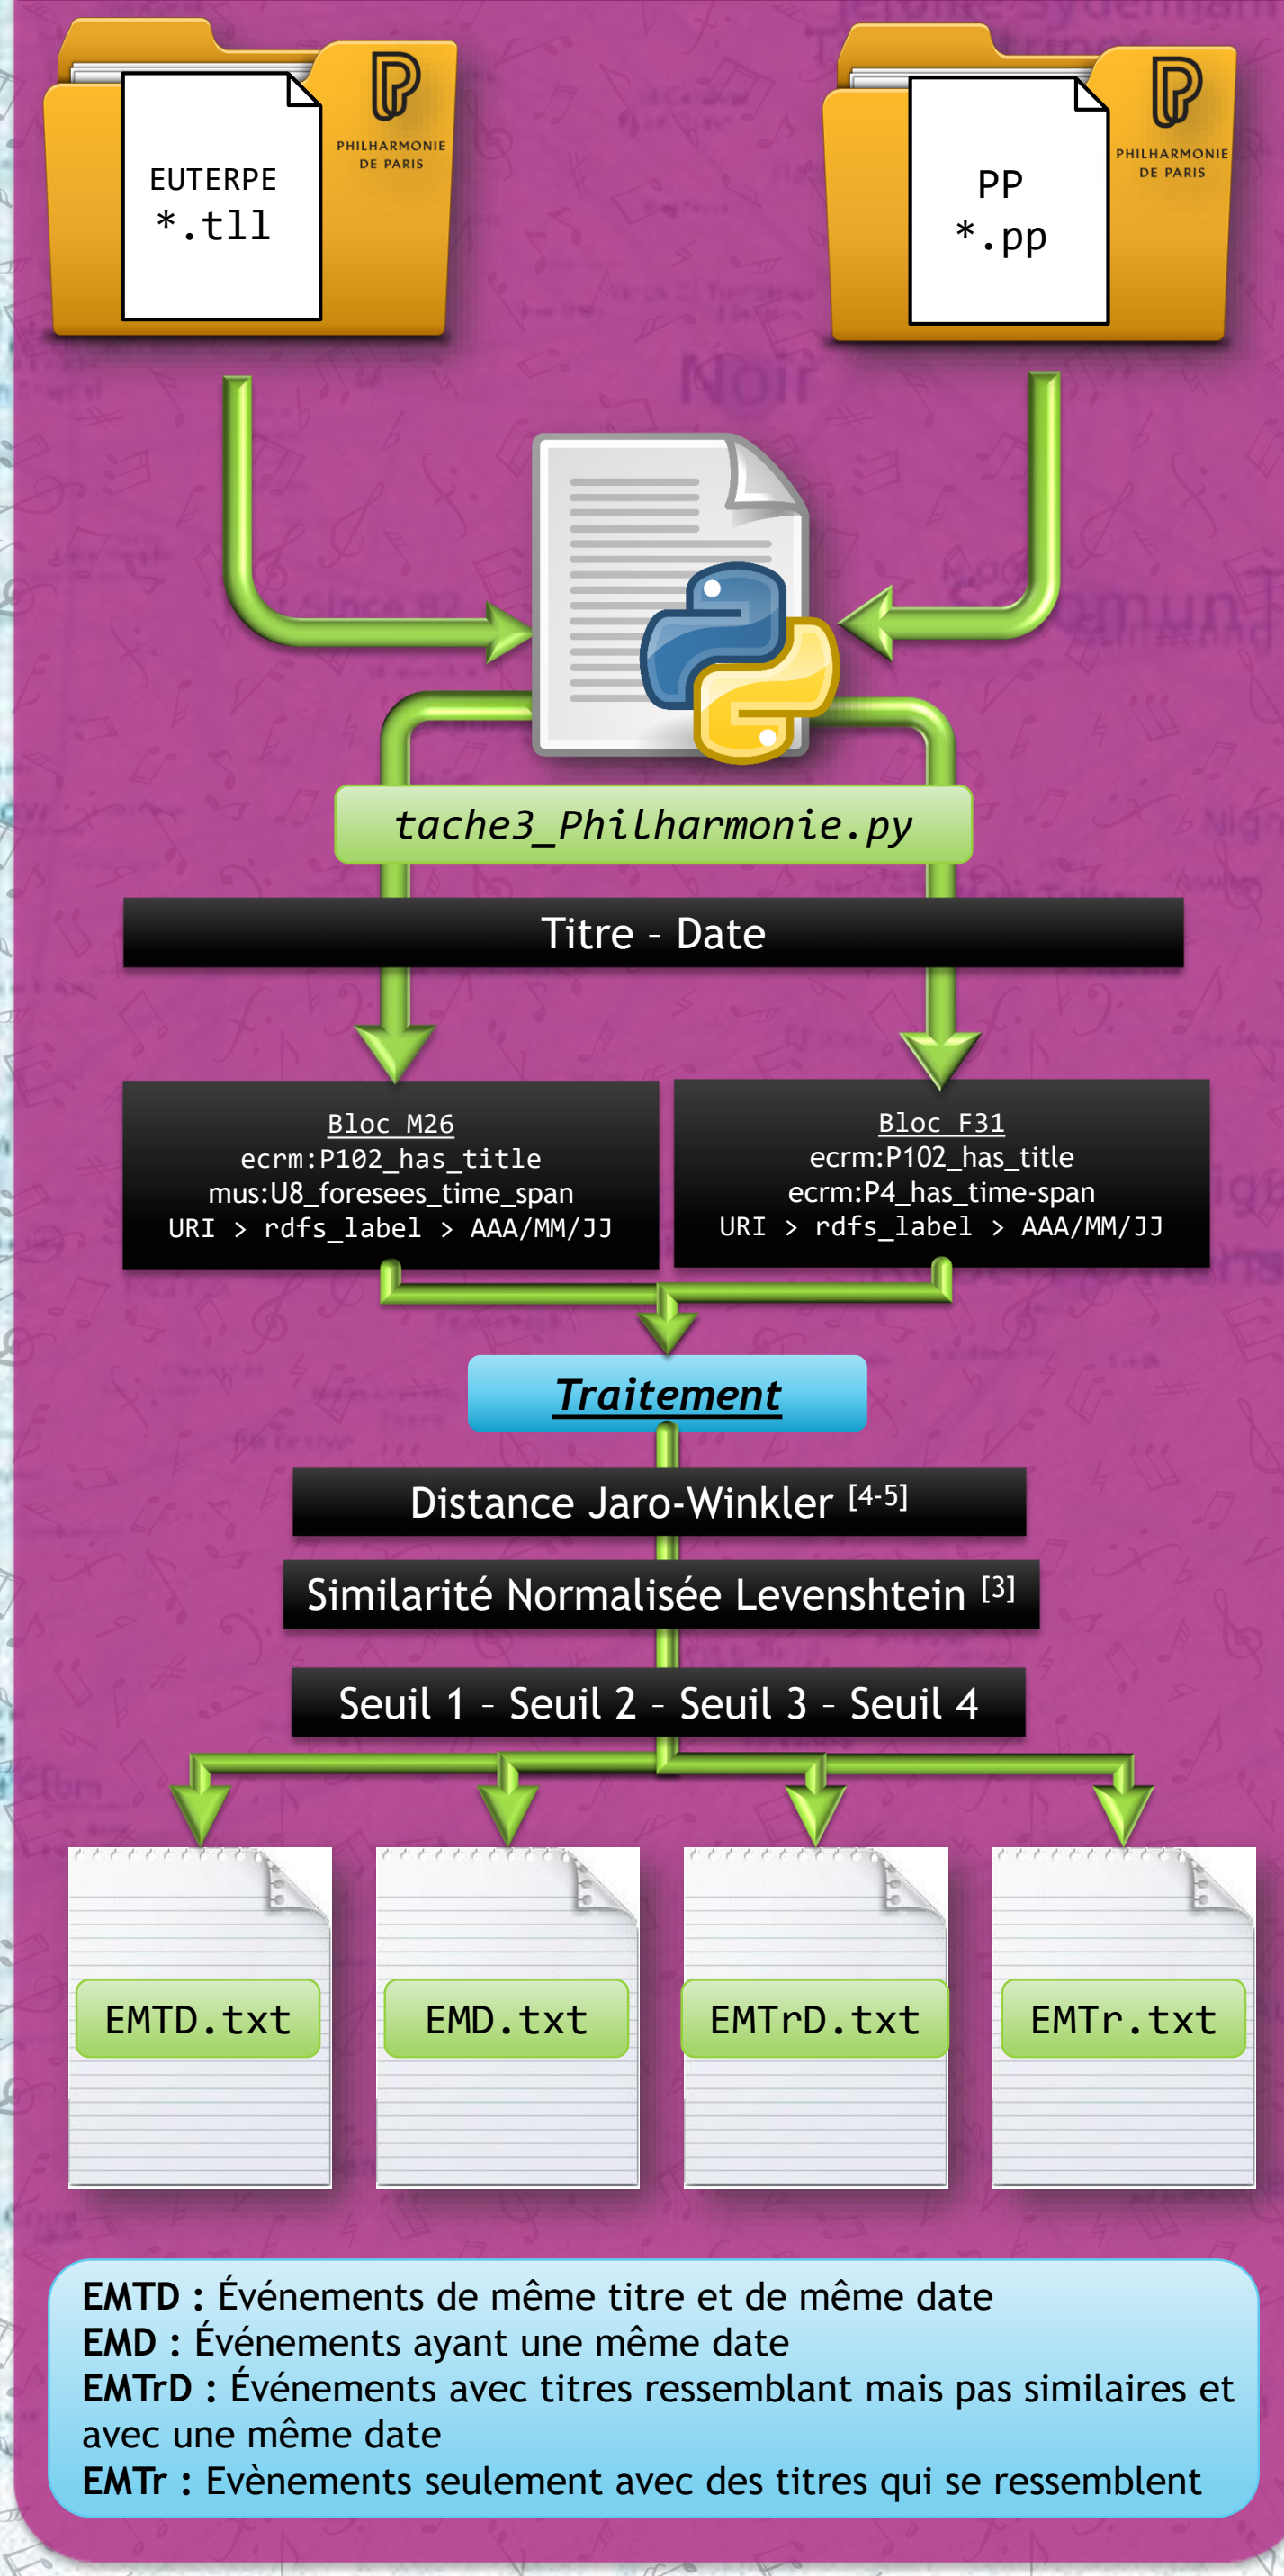 PHILHARMONIE
DE PARIS
EUTERPE
*.tll
PHILHARMONIE
DE PARIS
PP
*.pp
Noir
tache3_Philharmonie.py
Titre – Date
Bloc M26
ecrm:P102_has_title
mus:U8_foresees_time_span
URI > rdfs_label > AAA/MM/JJ
Bloc F31
ecrm:P102_has_title
ecrm:P4_has_time-span
URI > rdfs_label > AAA/MM/JJ
Traitement
Distance Jaro-Winkler [4-5]
Similarité Normalisée Levenshtein [3]
Seuil 1 – Seuil 2 – Seuil 3 – Seuil 4
EMTD.txt
EMD.txt
EMTrD.txt
EMTr.txt
EMTD : Événements de même titre et de même date
EMD : Événements ayant une même date
EMTrD : Événements avec titres ressemblant mais pas similaires et
avec une même date
EMTr : Evènements seulement avec des titres qui se ressemblent